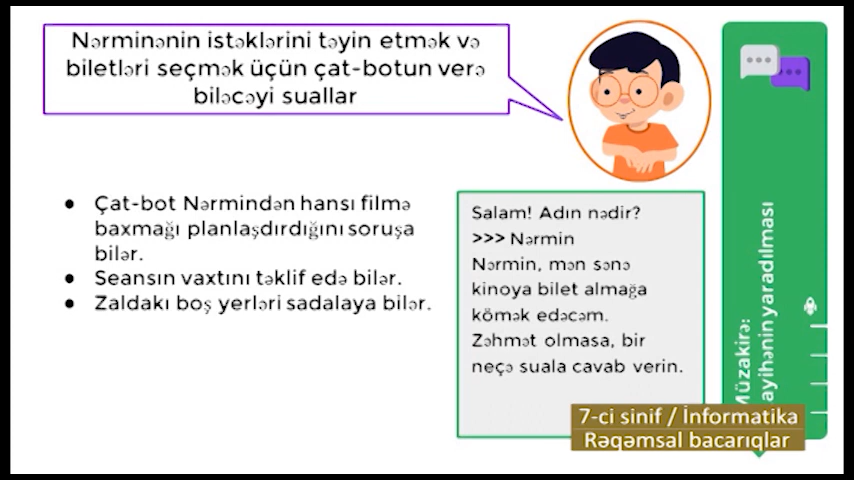 Nərminənin istəklərini təyin etmək və
biletləri seçmək üçün çat-botun verə
biləcəyi suallar
● Çat-bot Nərmindən hansı filmə
baxmağı planlaşdırdığını soruşa
bilər.
● Seansın vaxtını təklif edə bilər.
● Zaldakı boş yerləri sadalaya bilər.
Salam! Adın nədir?
>>> Nərmin
Nərmin, mən sənə
kinoya bilet almağa
kömək edəcəm.
Zəhmət olmasa, bir
neçə suala cavab verin.
Müzakirə:
ayihənin yaradılması
7-ci sinif / İnformatika
Rəqəmsal bacarıqlar